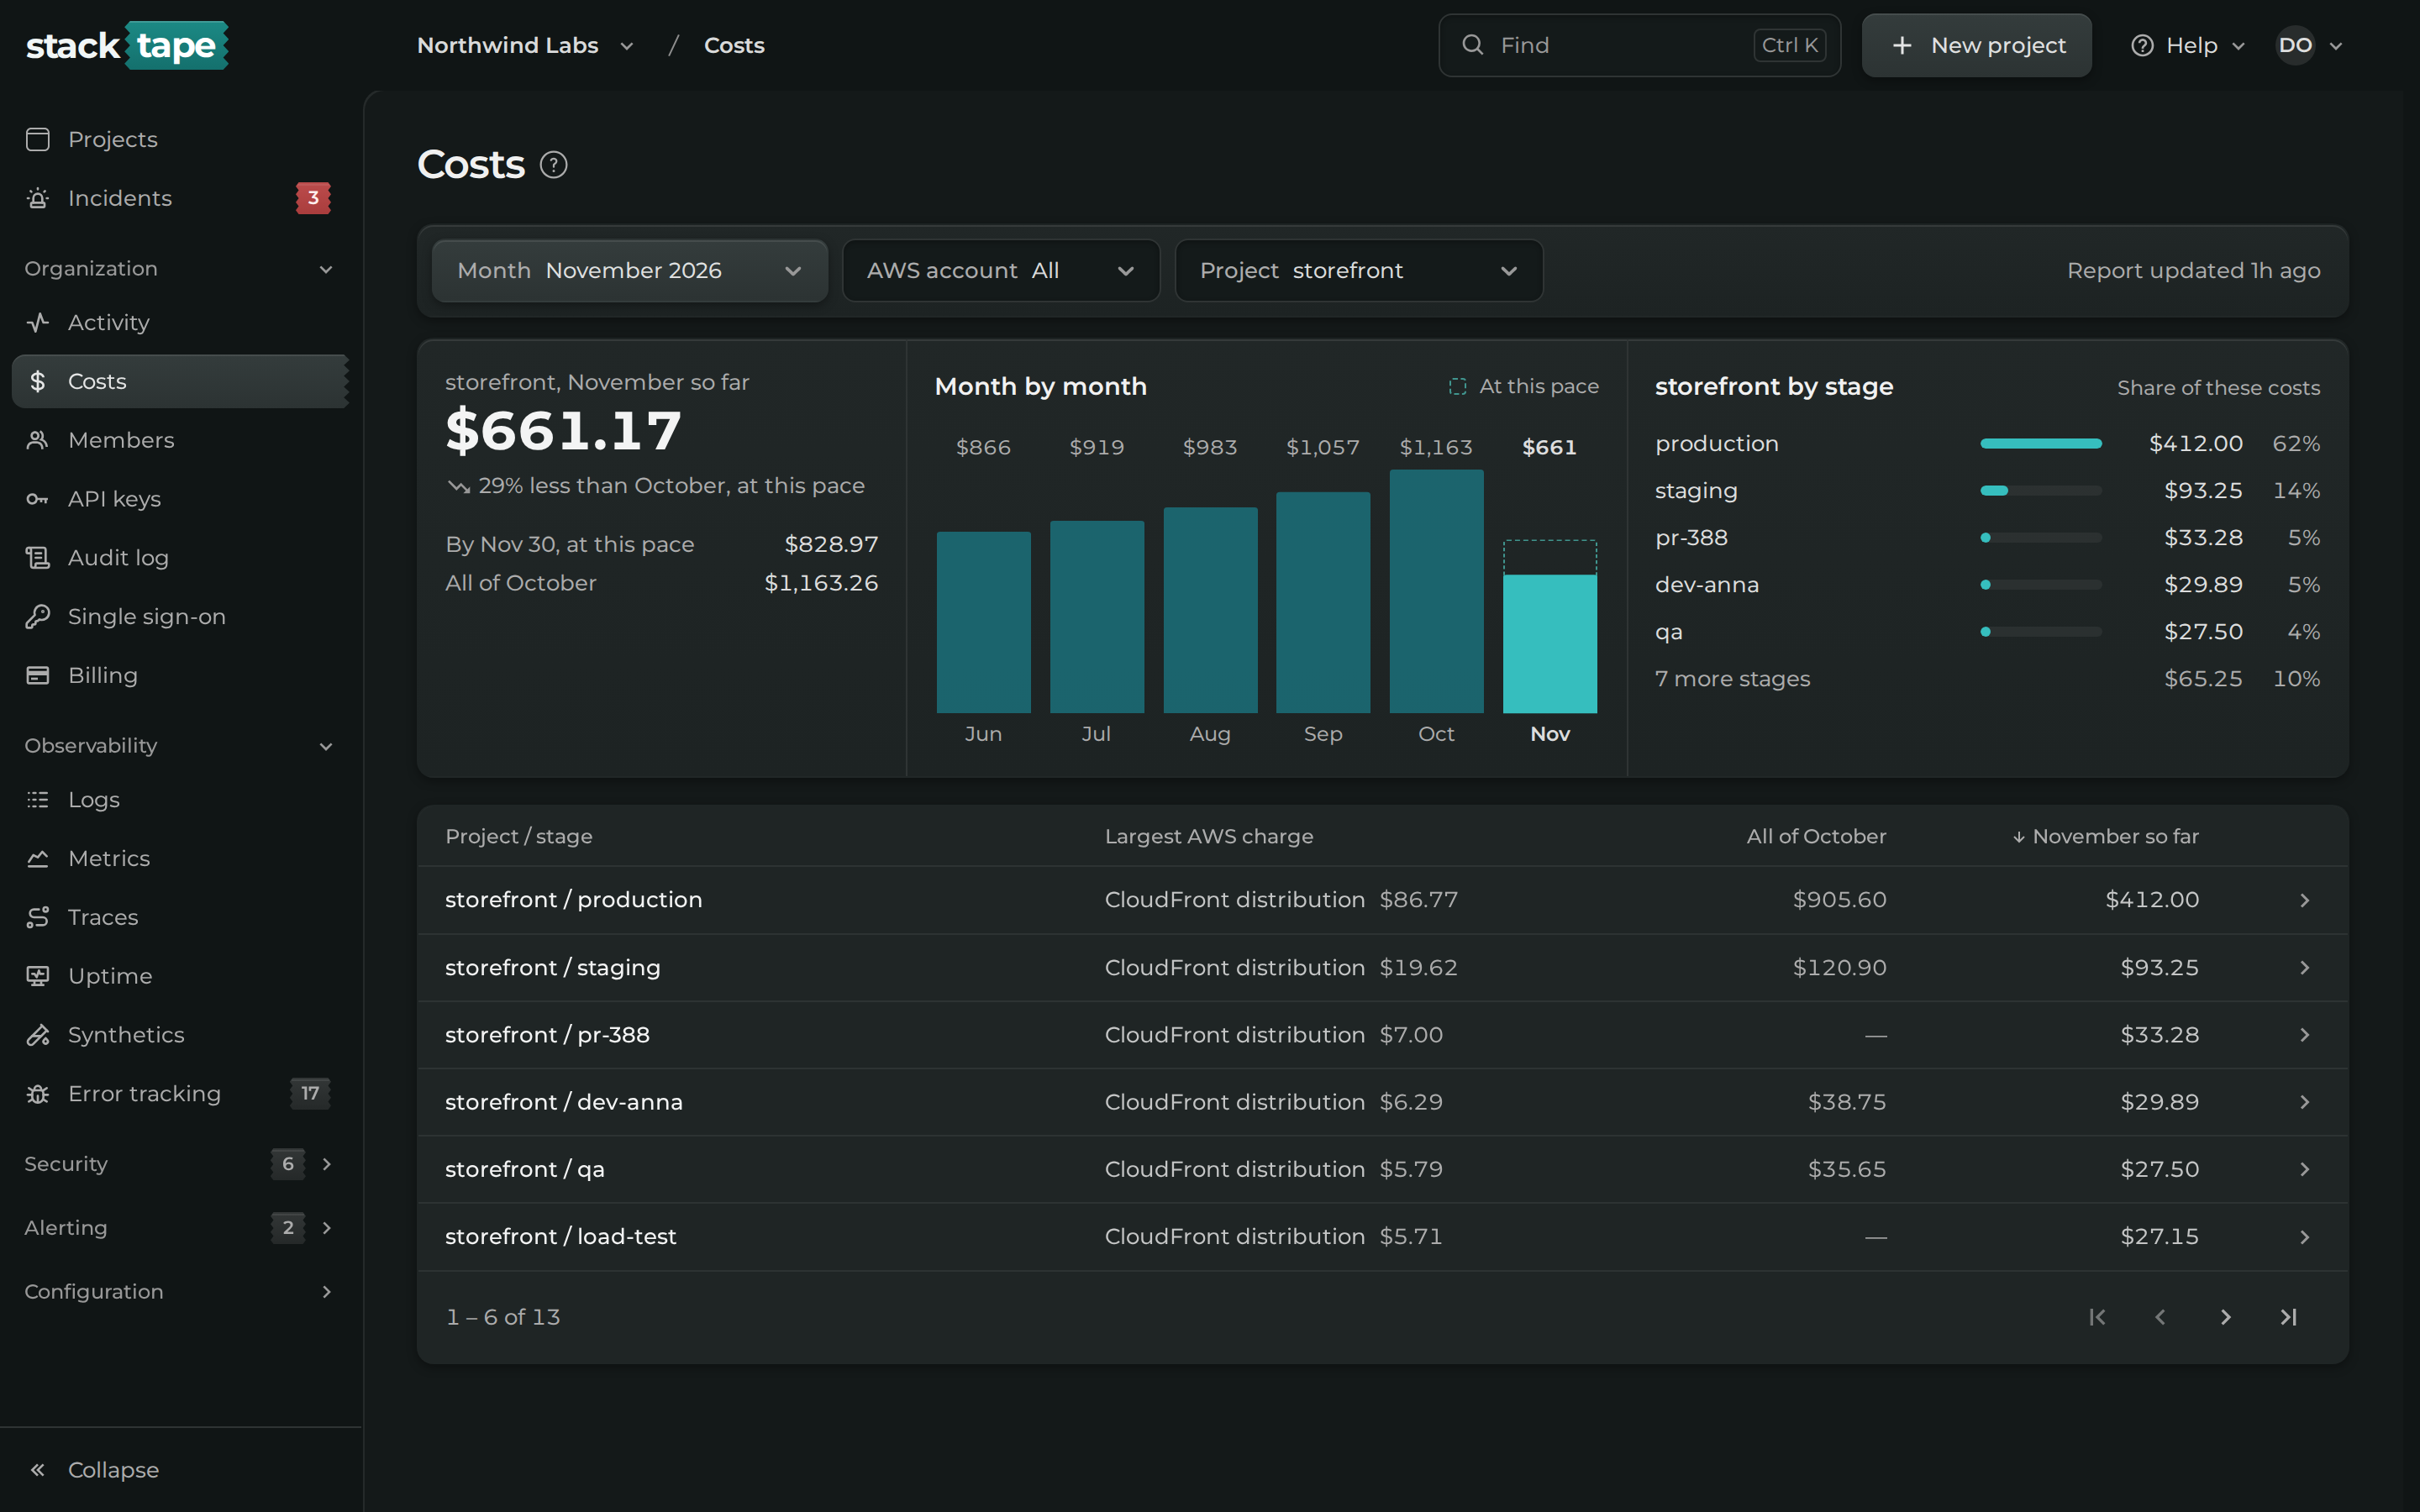 stacktape
Northwind Labs / Costs
Find Ctrl K
New project
Help
DO
Projects
Incidents 3
Organization
Activity
Costs
Members
API keys
Audit log
Single sign-on
Billing
Observability
Logs
Metrics
Traces
Uptime
Synthetics
Error tracking 17
Security 6
Alerting 2
Configuration
Collapse
Costs
Month November 2026
AWS account All
Project storefront
Report updated 1h ago
storefront, November so far
$661.17
29% less than October, at this pace
By Nov 30, at this pace $828.97
All of October $1,163.26
Month by month
At this pace
$866 $919 $983 $1,057 $1,163 $661
Jun Jul Aug Sep Oct Nov
storefront by stage
Share of these costs
production $412.00 62%
staging $93.25 14%
pr-388 $33.28 5%
dev-anna $29.89 5%
qa $27.50 4%
7 more stages $65.25 10%
Project / stage Largest AWS charge All of October November so far
storefront / production CloudFront distribution $86.77 $905.60 $412.00
storefront / staging CloudFront distribution $19.62 $120.90 $93.25
storefront / pr-388 CloudFront distribution $7.00 — $33.28
storefront / dev-anna CloudFront distribution $6.29 $38.75 $29.89
storefront / qa CloudFront distribution $5.79 $35.65 $27.50
storefront / load-test CloudFront distribution $5.71 — $27.15
1 – 6 of 13